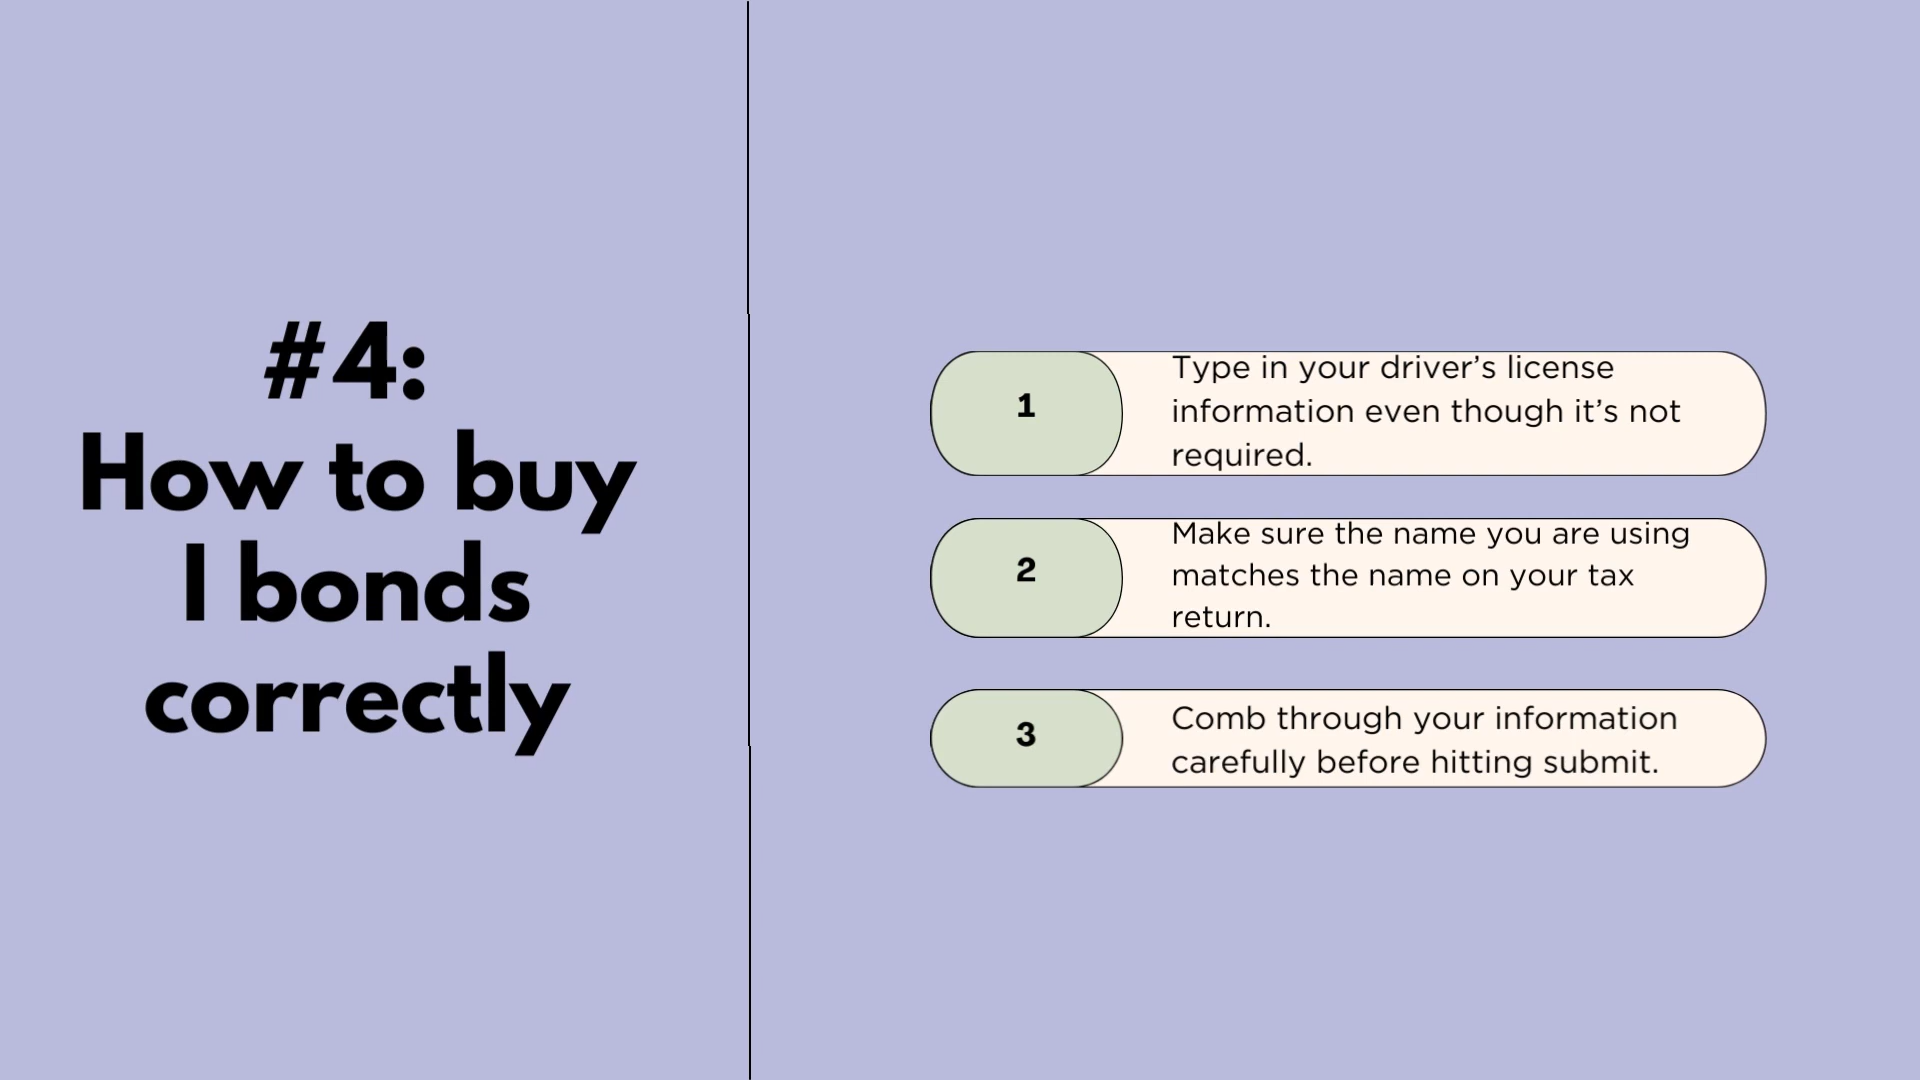 #4:
How to buy
I bonds
correctly
1
Type in your driver’s license
information even though it’s not
required.
2
Make sure the name you are using
matches the name on your tax
return.
3
Comb through your information
carefully before hitting submit.